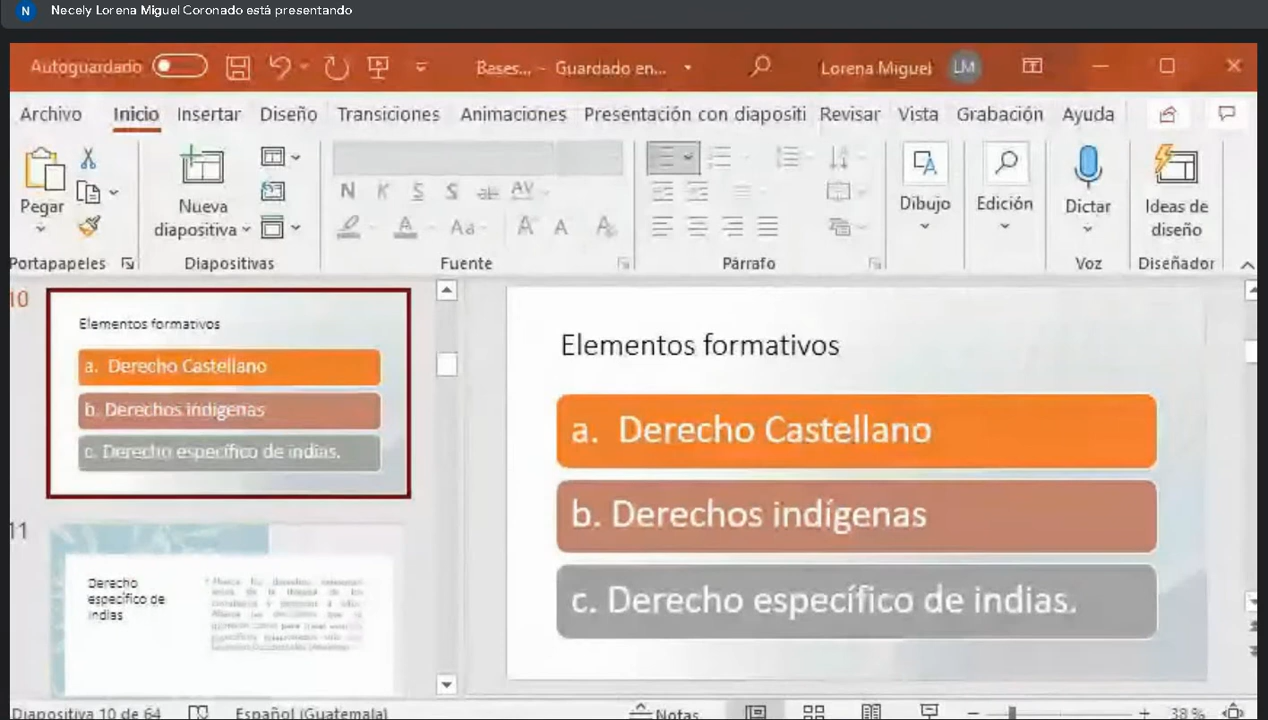 N Necely Lorena Miguel Coronado está presentando
Autoguardado Bases... - Guardado en... Lorena Miguel LM
Archivo Inicio Insertar Diseño Transiciones Animaciones Presentación con diapositi Revisar Vista Grabación Ayuda
Pegar Nueva diapositiva N K S S ab AV Aa A A A Dibujo Edición Dictar Ideas de diseño
Portapapeles Diapositivas Fuente Párrafo Voz Diseñador
10
Elementos formativos
a. Derecho Castellano
b. Derechos indígenas
c. Derecho específico de indias.
11
Derecho
específico de
indias
Elementos formativos
a. Derecho Castellano
b. Derechos indígenas
c. Derecho específico de indias.
Diapositiva 10 de 64 Español (Guatemala) Notas 38 %